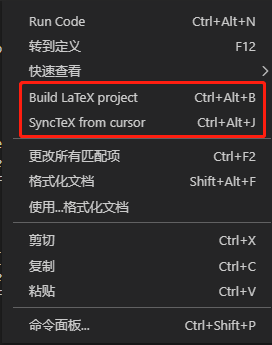 Run Code Ctrl+Alt+N
转到定义 F12
快速查看
Build LaTeX project Ctrl+Alt+B
SyncTeX from cursor Ctrl+Alt+J
更改所有匹配项 Ctrl+F2
格式化文档 Shift+Alt+F
使用...格式化文档
剪切 Ctrl+X
复制 Ctrl+C
粘贴 Ctrl+V
命令面板... Ctrl+Shift+P